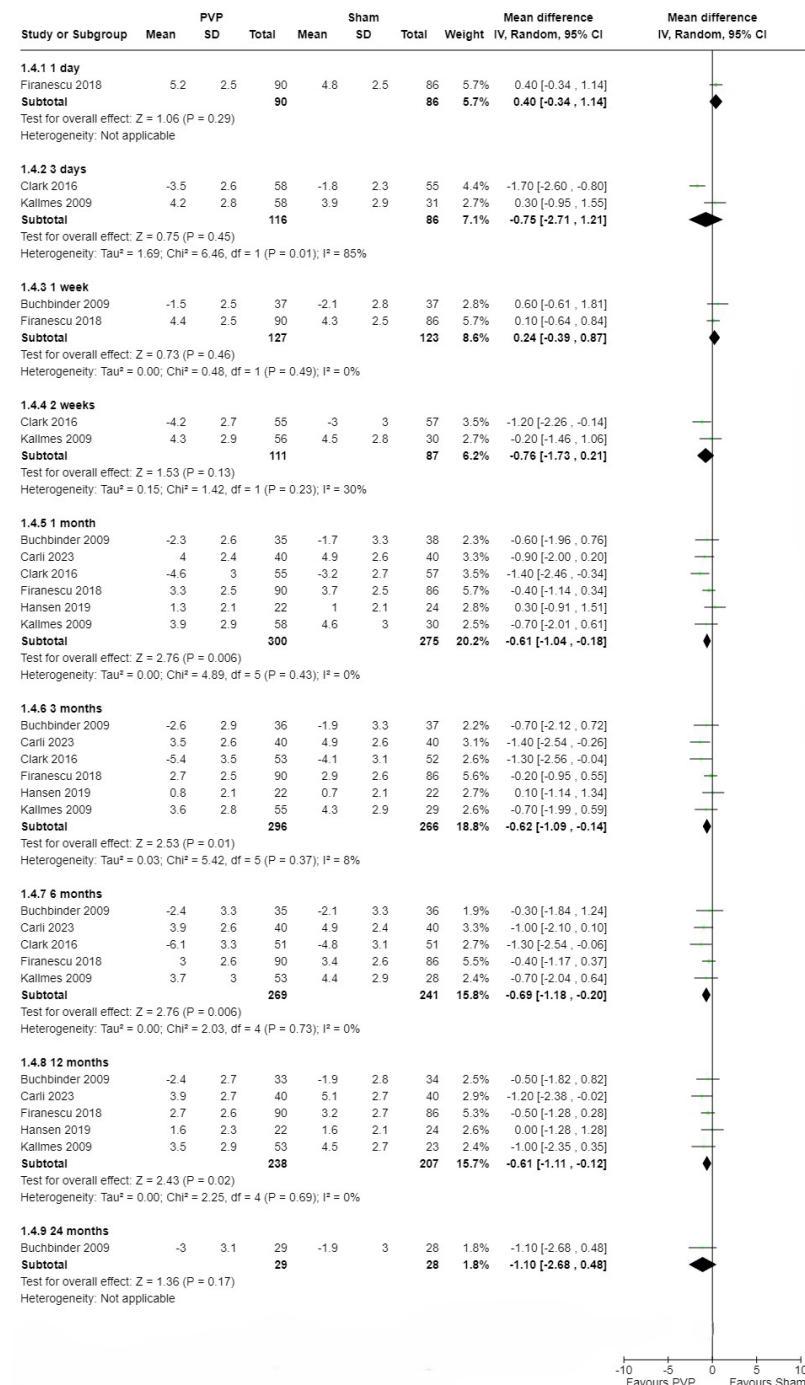 PVP Sham Mean difference Mean difference
Study or Subgroup Mean SD Total Mean SD Total Weight IV, Random, 95% CI IV, Random, 95% CI
1.4.1 1 day
Firanescu 2018 5.2 2.5 90 4.8 2.5 86 5.7% 0.40 [-0.34 , 1.14]
Subtotal 90 86 5.7% 0.40 [-0.34 , 1.14]
Test for overall effect: Z = 1.06 (P = 0.29)
Heterogeneity: Not applicable
1.4.2 3 days
Clark 2016 -3.5 2.6 58 -1.8 2.3 55 4.4% -1.70 [-2.60 , -0.80]
Kallmes 2009 4.2 2.8 58 3.9 2.9 31 2.7% 0.30 [-0.95 , 1.55]
Subtotal 116 86 7.1% -0.75 [-2.71 , 1.21]
Test for overall effect: Z = 0.75 (P = 0.45)
Heterogeneity: Tau² = 1.69; Chi² = 6.46, df = 1 (P = 0.01); I² = 85%
1.4.3 1 week
Buchbinder 2009 -1.5 2.5 37 -2.1 2.8 37 2.8% 0.60 [-0.61 , 1.81]
Firanescu 2018 4.4 2.5 90 4.3 2.5 86 5.7% 0.10 [-0.64 , 0.84]
Subtotal 127 123 8.6% 0.24 [-0.39 , 0.87]
Test for overall effect: Z = 0.73 (P = 0.46)
Heterogeneity: Tau² = 0.00; Chi² = 0.48, df = 1 (P = 0.49); I² = 0%
1.4.4 2 weeks
Clark 2016 -4.2 2.7 55 -3 3 57 3.5% -1.20 [-2.26 , -0.14]
Kallmes 2009 4.3 2.9 56 4.5 2.8 30 2.7% -0.20 [-1.46 , 1.06]
Subtotal 111 87 6.2% -0.76 [-1.73 , 0.21]
Test for overall effect: Z = 1.53 (P = 0.13)
Heterogeneity: Tau² = 0.15; Chi² = 1.42, df = 1 (P = 0.23); I² = 30%
1.4.5 1 month
Buchbinder 2009 -2.3 2.6 35 -1.7 3.3 38 2.3% -0.60 [-1.96 , 0.76]
Carli 2023 4 2.4 40 4.9 2.6 40 3.3% -0.90 [-2.00 , 0.20]
Clark 2016 -4.6 3 55 -3.2 2.7 57 3.5% -1.40 [-2.46 , -0.34]
Firanescu 2018 3.3 2.5 90 3.7 2.5 86 5.7% -0.40 [-1.14 , 0.34]
Hansen 2019 1.3 2.1 22 1 2.1 24 2.8% 0.30 [-0.91 , 1.51]
Kallmes 2009 3.9 2.9 58 4.6 3 30 2.5% -0.70 [-2.01 , 0.61]
Subtotal 300 275 20.2% -0.61 [-1.04 , -0.18]
Test for overall effect: Z = 2.76 (P = 0.006)
Heterogeneity: Tau² = 0.00; Chi² = 4.89, df = 5 (P = 0.43); I² = 0%
1.4.6 3 months
Buchbinder 2009 -2.6 2.9 36 -1.9 3.3 37 2.2% -0.70 [-2.12 , 0.72]
Carli 2023 3.5 2.6 40 4.9 2.6 40 3.1% -1.40 [-2.54 , -0.26]
Clark 2016 -5.4 3.5 53 -4.1 3.1 52 2.6% -1.30 [-2.56 , -0.04]
Firanescu 2018 2.7 2.5 90 2.9 2.6 86 5.6% -0.20 [-0.95 , 0.55]
Hansen 2019 0.8 2.1 22 0.7 2.1 22 2.7% 0.10 [-1.14 , 1.34]
Kallmes 2009 3.6 2.8 55 4.3 2.9 29 2.6% -0.70 [-1.99 , 0.59]
Subtotal 296 266 18.8% -0.62 [-1.09 , -0.14]
Test for overall effect: Z = 2.53 (P = 0.01)
Heterogeneity: Tau² = 0.03; Chi² = 5.42, df = 5 (P = 0.37); I² = 8%
1.4.7 6 months
Buchbinder 2009 -2.4 3.3 35 -2.1 3.3 36 1.9% -0.30 [-1.84 , 1.24]
Carli 2023 3.9 2.6 40 4.9 2.4 40 3.3% -1.00 [-2.10 , 0.10]
Clark 2016 -6.1 3.3 51 -4.8 3.1 51 2.7% -1.30 [-2.54 , -0.06]
Firanescu 2018 3 2.6 90 3.4 2.6 86 5.5% -0.40 [-1.17 , 0.37]
Kallmes 2009 3.7 3 53 4.4 2.9 28 2.4% -0.70 [-2.04 , 0.64]
Subtotal 269 241 15.8% -0.69 [-1.18 , -0.20]
Test for overall effect: Z = 2.76 (P = 0.006)
Heterogeneity: Tau² = 0.00; Chi² = 2.03, df = 4 (P = 0.73); I² = 0%
1.4.8 12 months
Buchbinder 2009 -2.4 2.7 33 -1.9 2.8 34 2.5% -0.50 [-1.82 , 0.82]
Carli 2023 3.9 2.7 40 5.1 2.7 40 2.9% -1.20 [-2.38 , -0.02]
Firanescu 2018 2.7 2.6 90 3.2 2.7 86 5.3% -0.50 [-1.28 , 0.28]
Hansen 2019 1.6 2.3 22 1.6 2.1 24 2.6% 0.00 [-1.28 , 1.28]
Kallmes 2009 3.5 2.9 53 4.5 2.7 23 2.4% -1.00 [-2.35 , 0.35]
Subtotal 238 207 15.7% -0.61 [-1.11 , -0.12]
Test for overall effect: Z = 2.43 (P = 0.02)
Heterogeneity: Tau² = 0.00; Chi² = 2.25, df = 4 (P = 0.69); I² = 0%
1.4.9 24 months
Buchbinder 2009 -3 3.1 29 -1.9 3 28 1.8% -1.10 [-2.68 , 0.48]
Subtotal 29 28 1.8% -1.10 [-2.68 , 0.48]
Test for overall effect: Z = 1.36 (P = 0.17)
Heterogeneity: Not applicable
-10 -5 0 5 10
Favours PVP Favours Sham